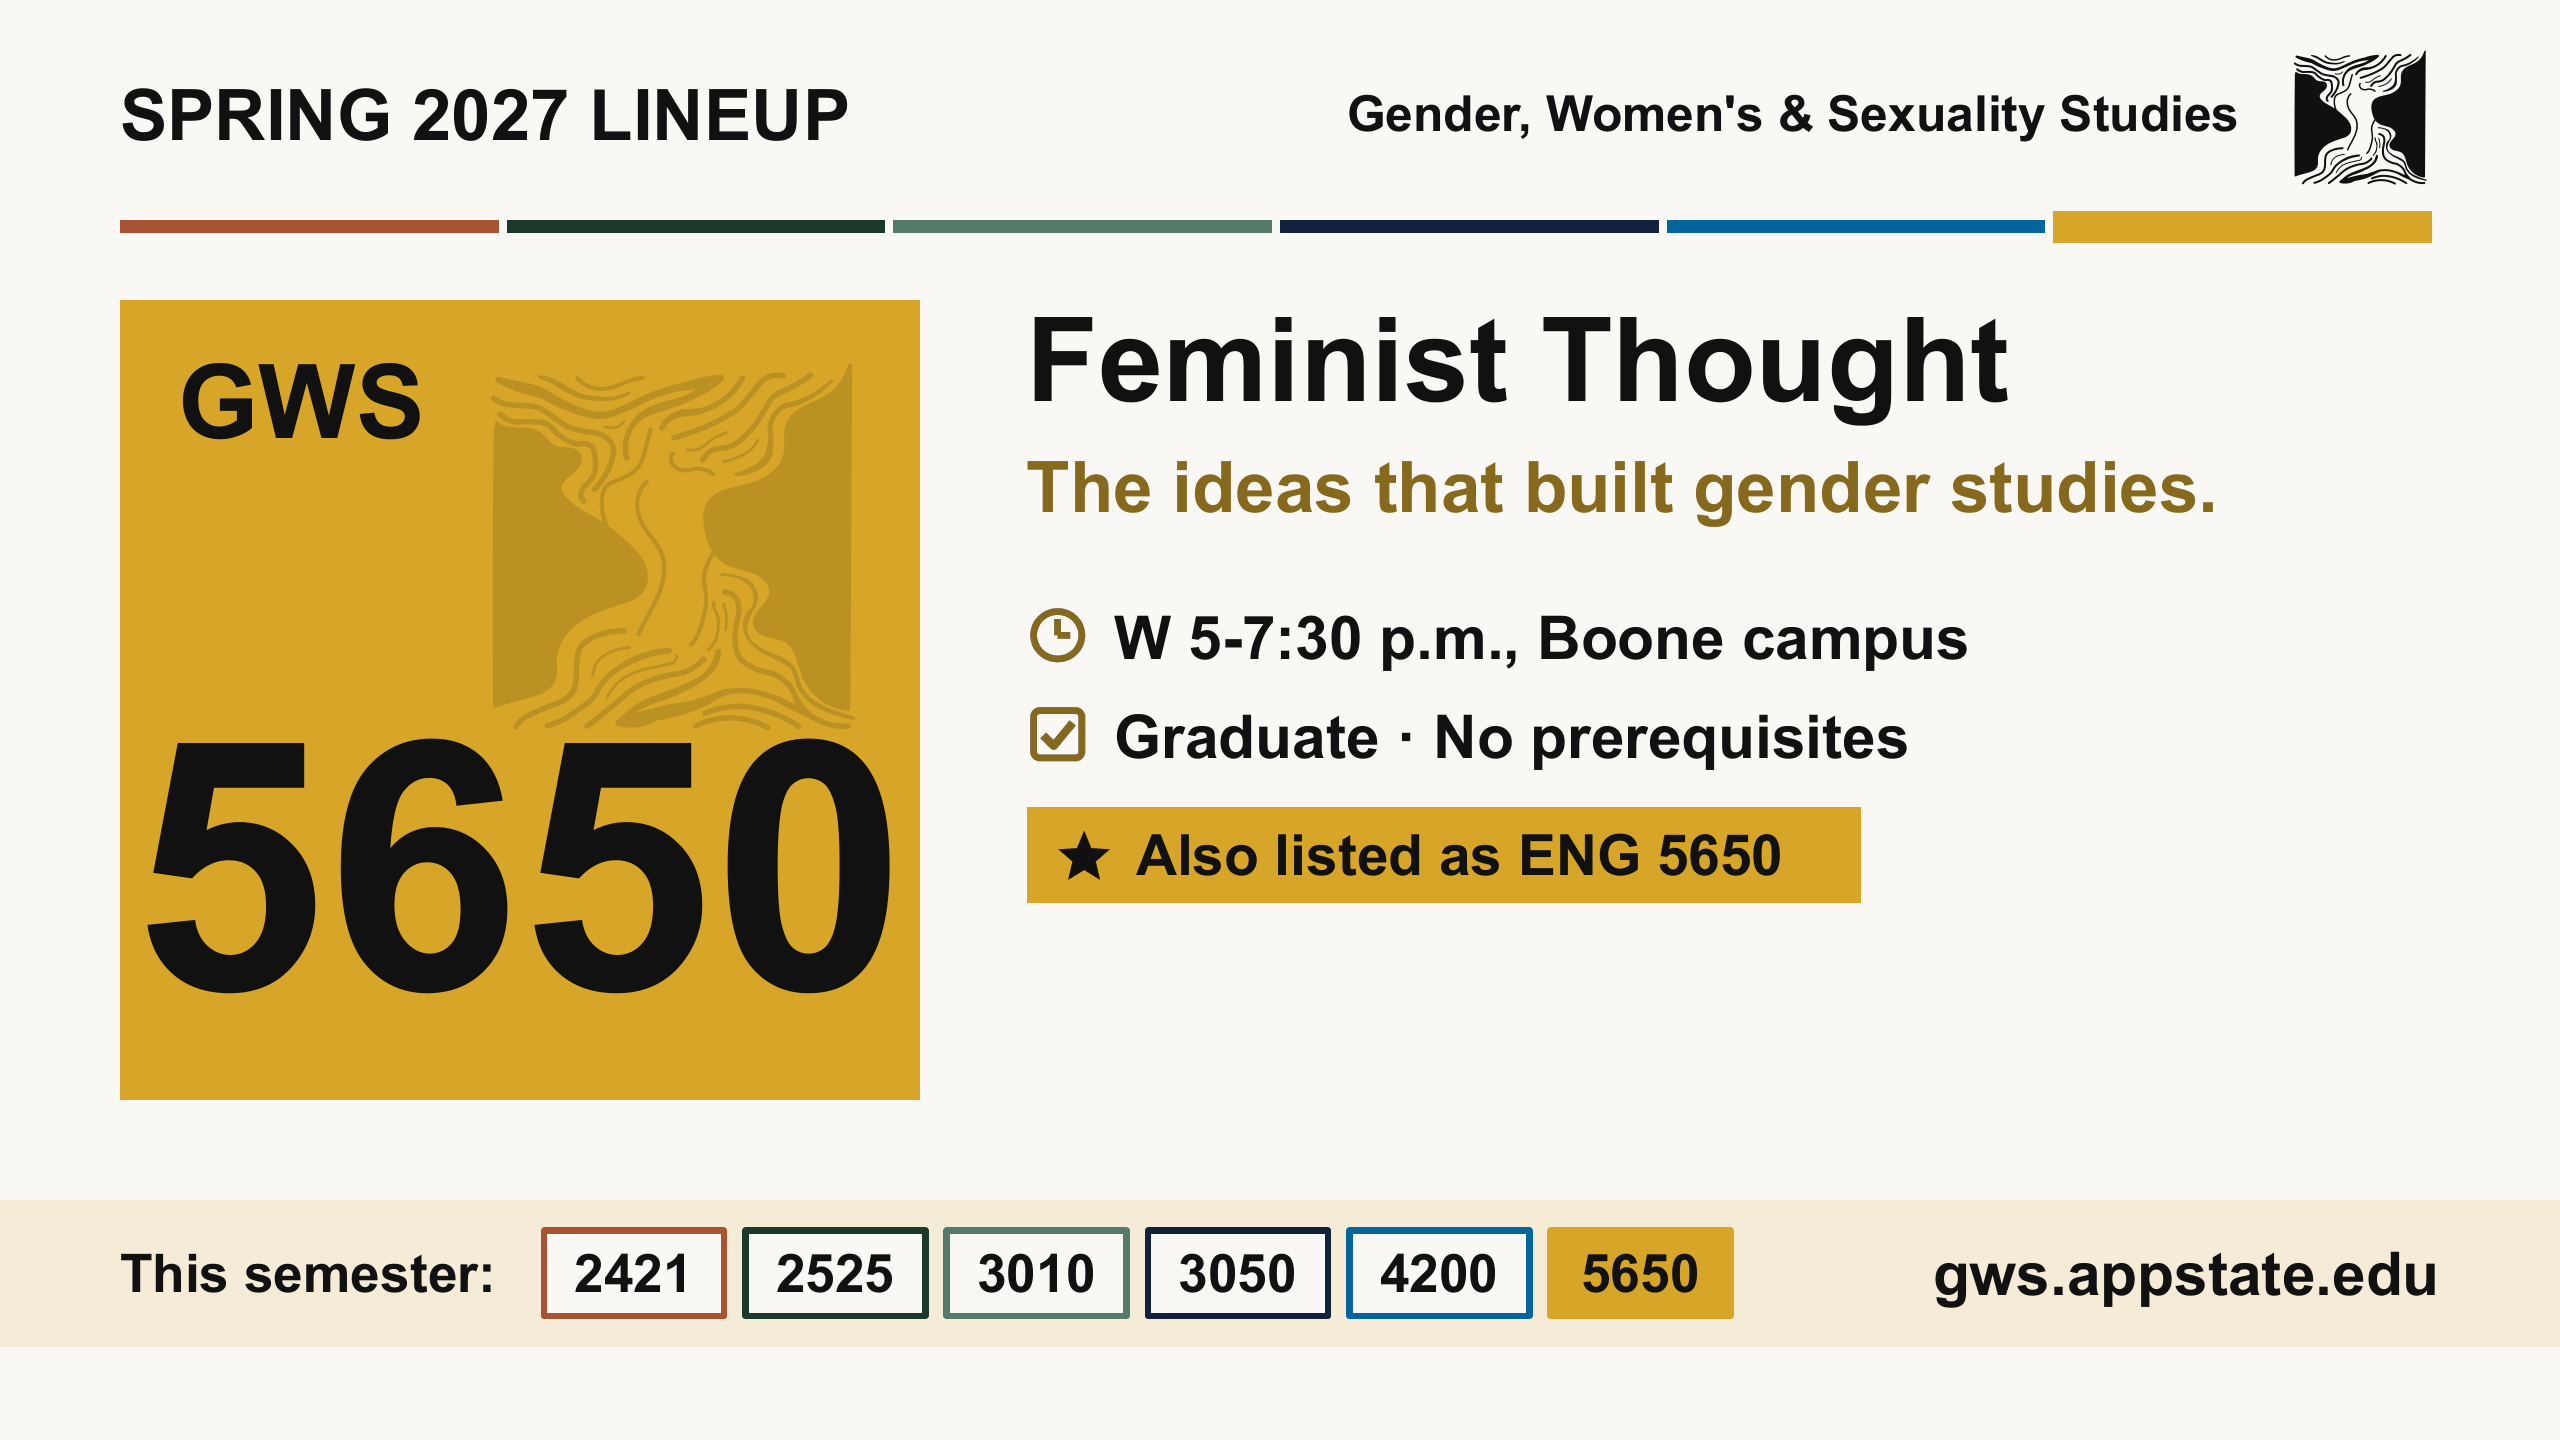 SPRING 2027 LINEUP
Gender, Women's & Sexuality Studies
GWS
5650
Feminist Thought
The ideas that built gender studies.
W 5-7:30 p.m., Boone campus
Graduate · No prerequisites
Also listed as ENG 5650
This semester: 2421 2525 3010 3050 4200 5650 gws.appstate.edu